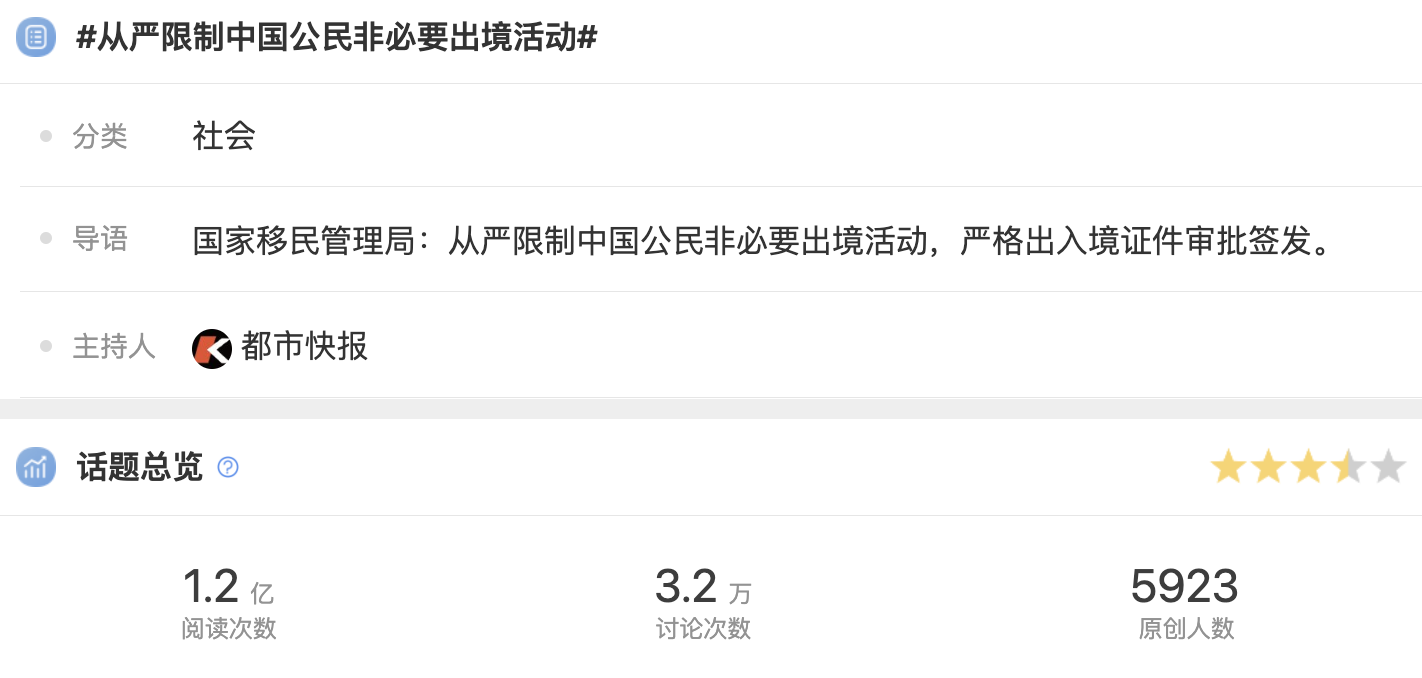 #从严限制中国公民非必要出境活动#
分类 社会
导语 国家移民管理局：从严限制中国公民非必要出境活动，严格出入境证件审批签发。
主持人 都市快报
话题总览
1.2 亿 3.2 万 5923
阅读次数 讨论次数 原创人数